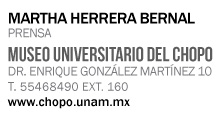 MARTHA HERRERA BERNAL
PRENSA
MUSEO UNIVERSITARIO DEL CHOPO
DR. ENRIQUE GONZÁLEZ MARTÍNEZ 10
T. 55468490 EXT. 160
www.chopo.unam.mx